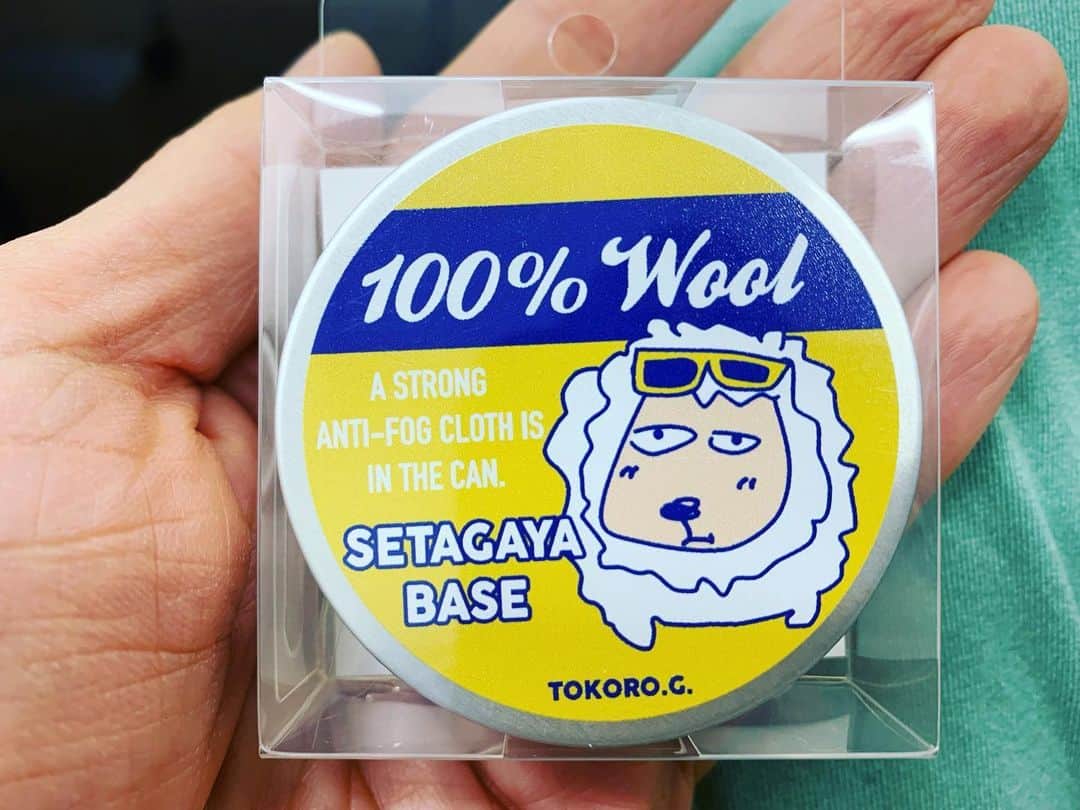 100% Wool
A STRONG
ANTI-FOG CLOTH IS
IN THE CAN.
SETAGAYA
BASE
TOKORO.G.